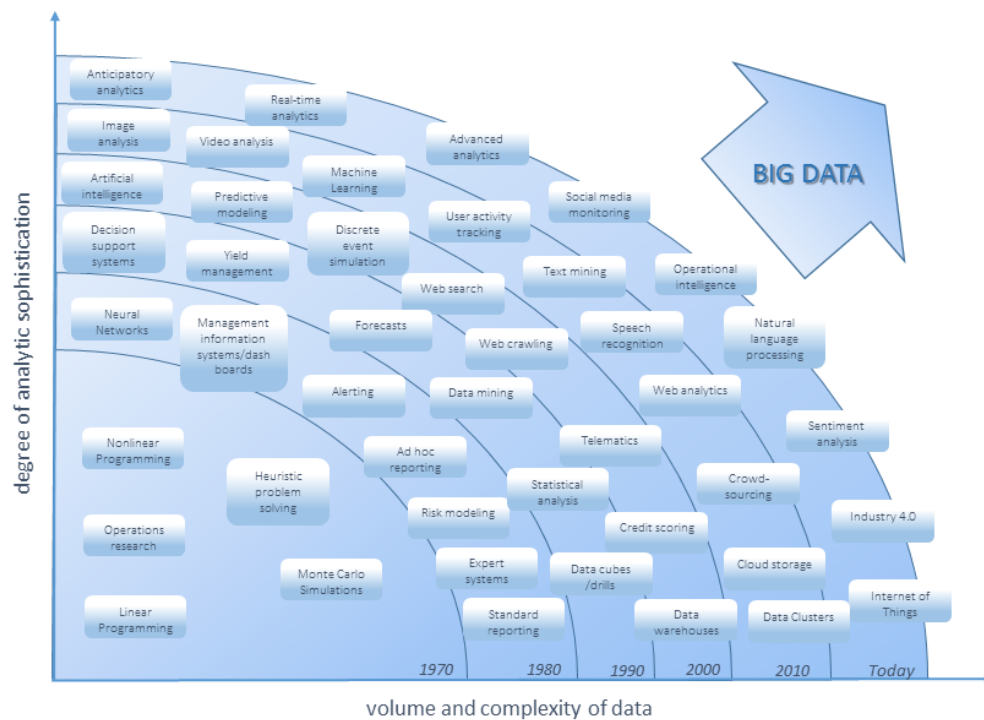 degree of analytic sophistication
Anticipatory
analytics
Real-time
analytics
Advanced
analytics
BIG DATA
Image
analysis
Video analysis
Machine
Learning
Social media
monitoring
Artificial
intelligence
Predictive
modeling
User activity
tracking
Decision
support
systems
Yield
management
Discrete
event
simulation
Text mining
Operational
intelligence
Web search
Neural
Networks
Management
information
systems/dash
boards
Forecasts
Web crawling
Speech
recognition
Natural
language
processing
Alerting
Data mining
Web analytics
Nonlinear
Programming
Ad hoc
reporting
Telematics
Sentiment
analysis
Heuristic
problem
solving
Statistical
analysis
Crowd-
sourcing
Operations
research
Risk modeling
Credit scoring
Industry 4.0
Monte Carlo
Simulations
Expert
systems
Data cubes
/drills
Cloud storage
Linear
Programming
Standard
reporting
Data
warehouses
Data Clusters
Internet of
Things
1970
1980
1990
2000
2010
Today
volume and complexity of data